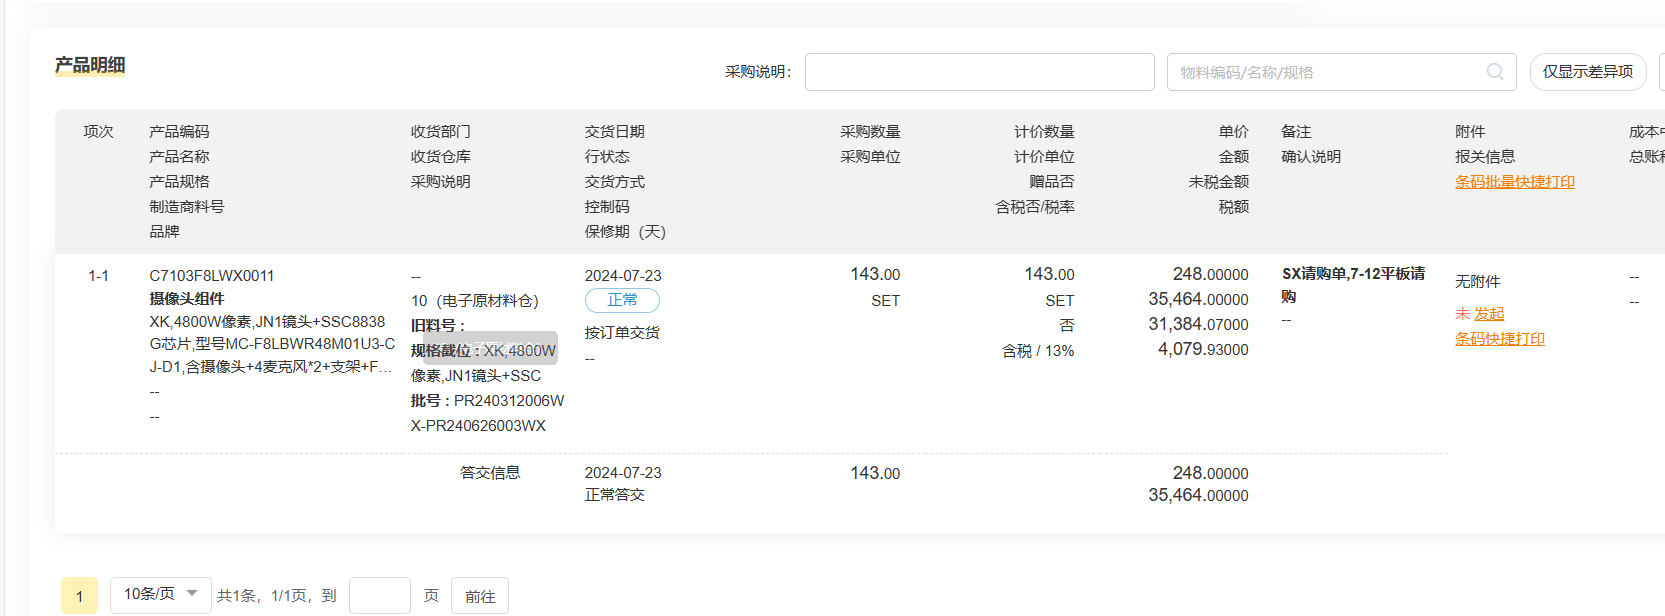 产品明细
采购说明：
物料编码/名称/规格
仅显示差异项
项次
产品编码
产品名称
产品规格
制造商料号
品牌
收货部门
收货仓库
采购说明
交货日期
行状态
交货方式
控制码
保修期（天）
采购数量
采购单位
计价数量
计价单位
赠品否
含税否/税率
单价
金额
未税金额
税额
备注
确认说明
附件
报关信息
条码批量快捷打印
成本
总账
1-1
C7103F8LWX0011
摄像头组件
XK,4800W像素,JN1镜头+SSC8838
G芯片,型号MC-F8LBWR48M01U3-C
J-D1,含摄像头+4麦克风*2+支架+F...
--
--
--
10（电子原材料仓）
旧料号：
规格截位：XK,4800W
像素,JN1镜头+SSC
批号：PR240312006W
X-PR240626003WX
2024-07-23
正常
按订单交货
--
143.00
SET
143.00
SET
否
含税 / 13%
248.00000
35,464.00000
31,384.07000
4,079.93000
SX请购单,7-12平板请
购
--
无附件
未 发起
条码快捷打印
--
--
答交信息
2024-07-23
正常答交
143.00
248.00000
35,464.00000
1
10条/页
共1条，1/1页，到
页
前往